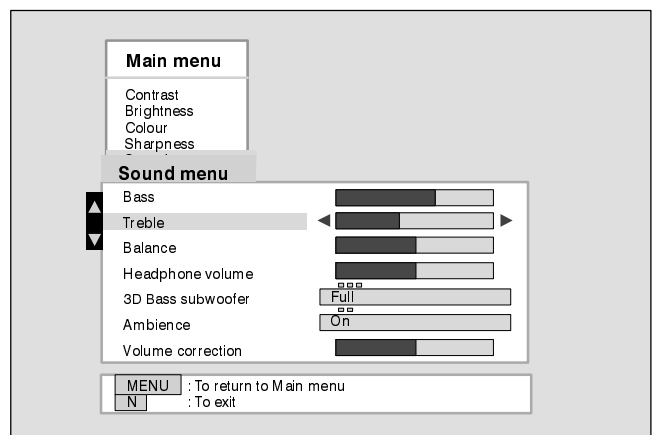 Main menu
Contrast
Brightness
Colour
Sharpness
Sound menu
Bass
Treble
Balance
Headphone volume
3D Bass subwoofer Full
Ambience On
Volume correction
MENU : To return to Main menu
N : To exit